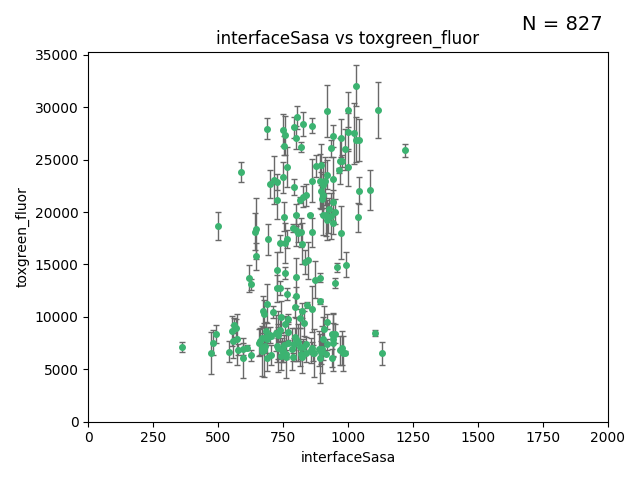 N = 827
interfaceSasa vs toxgreen_fluor
35000
30000
25000
20000
15000
10000
5000
0
toxgreen_fluor
0 250 500 750 1000 1250 1500 1750 2000
interfaceSasa